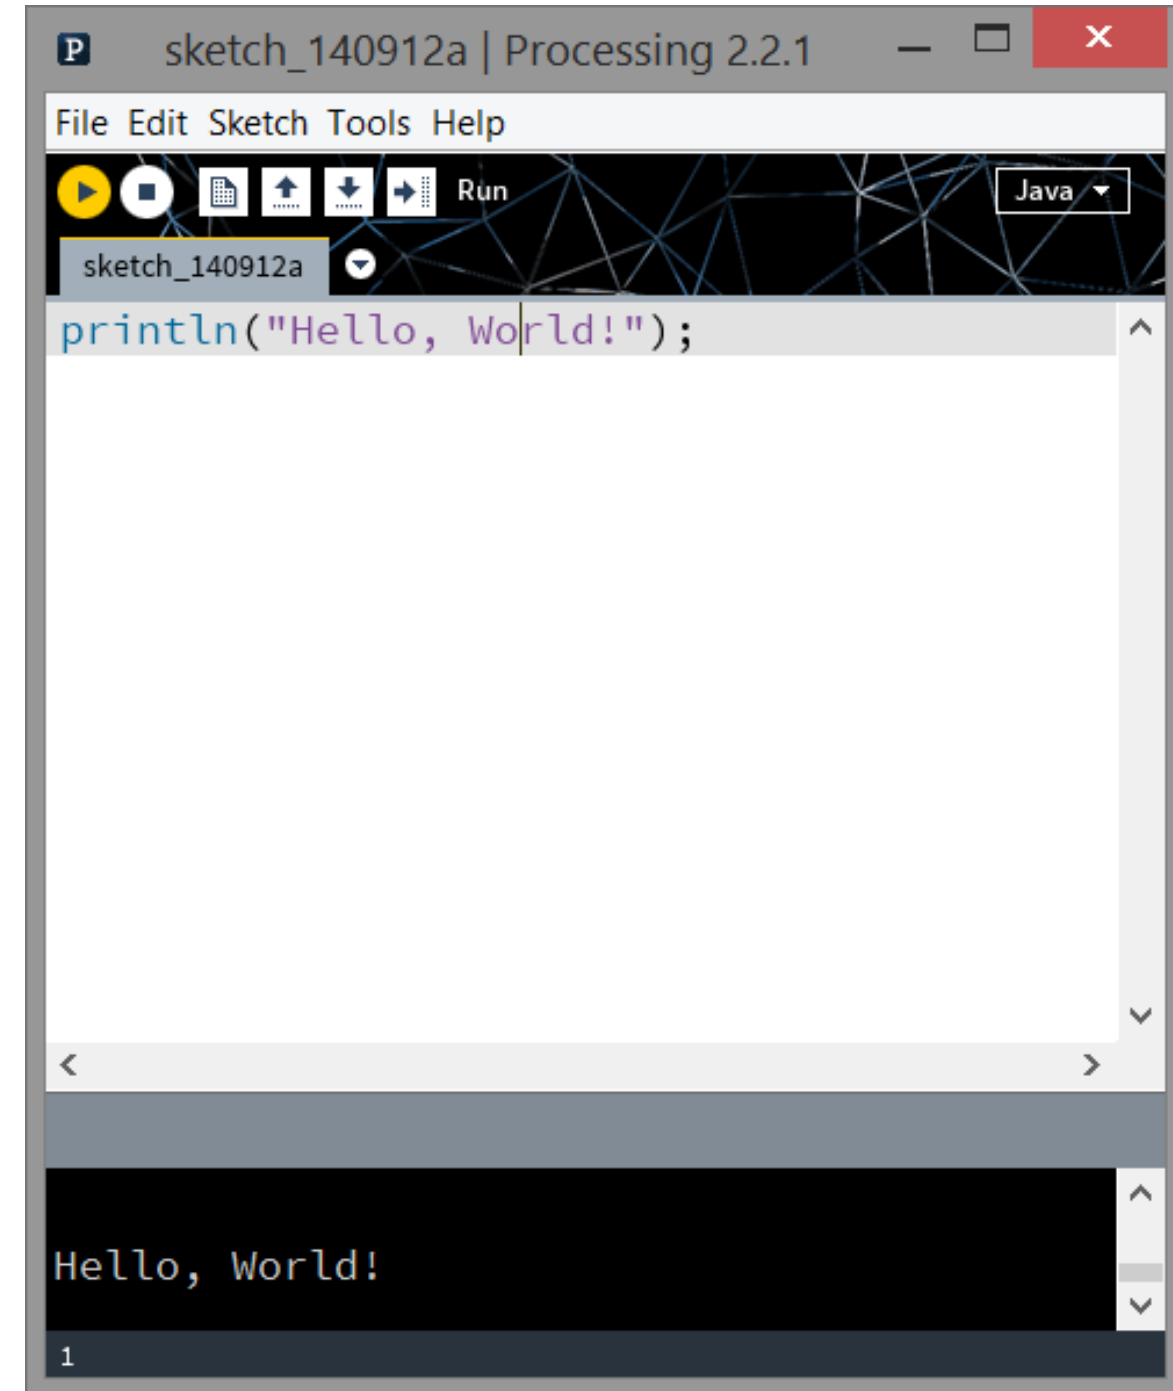 P sketch_140912a | Processing 2.2.1
File Edit Sketch Tools Help
Run Java
sketch_140912a
println("Hello, World!");
Hello, World!
1